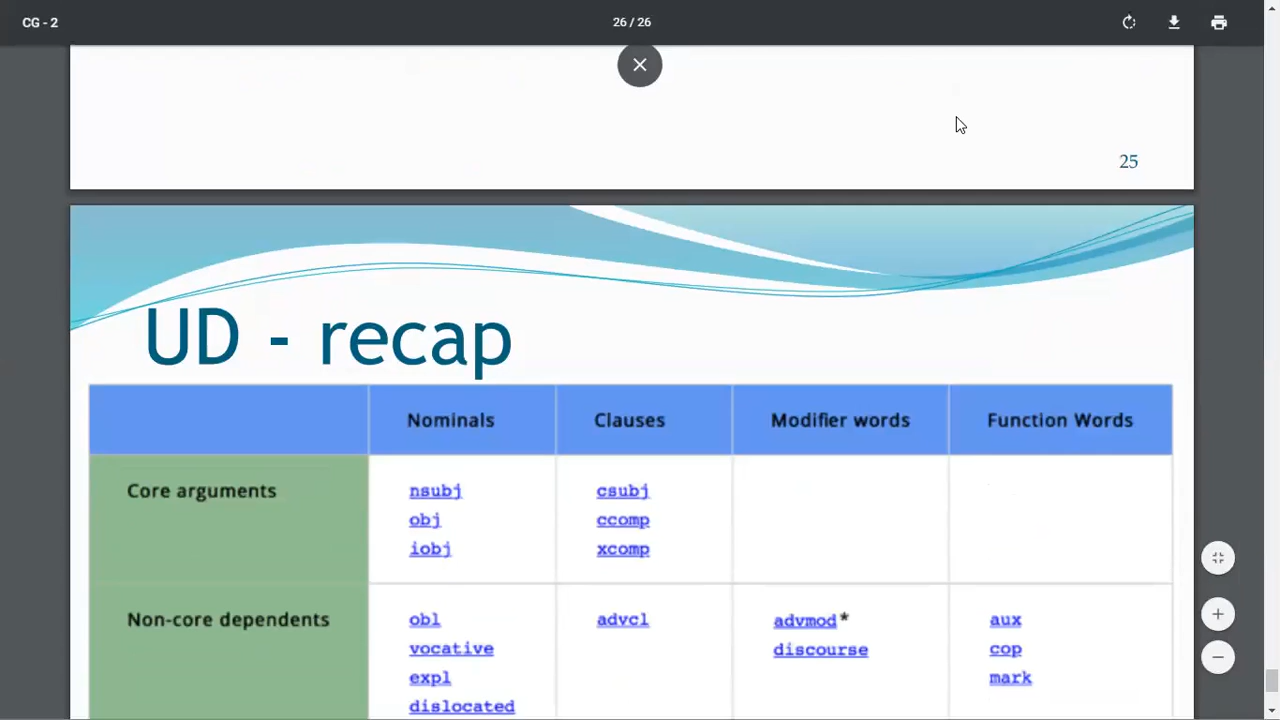 CG - 2
26 / 26
25
UD - recap
Nominals Clauses Modifier words Function Words
Core arguments nsubj csubj
obj ccomp
iobj xcomp
Non-core dependents obl advcl advmod* aux
vocative discourse cop
expl mark
dislocated